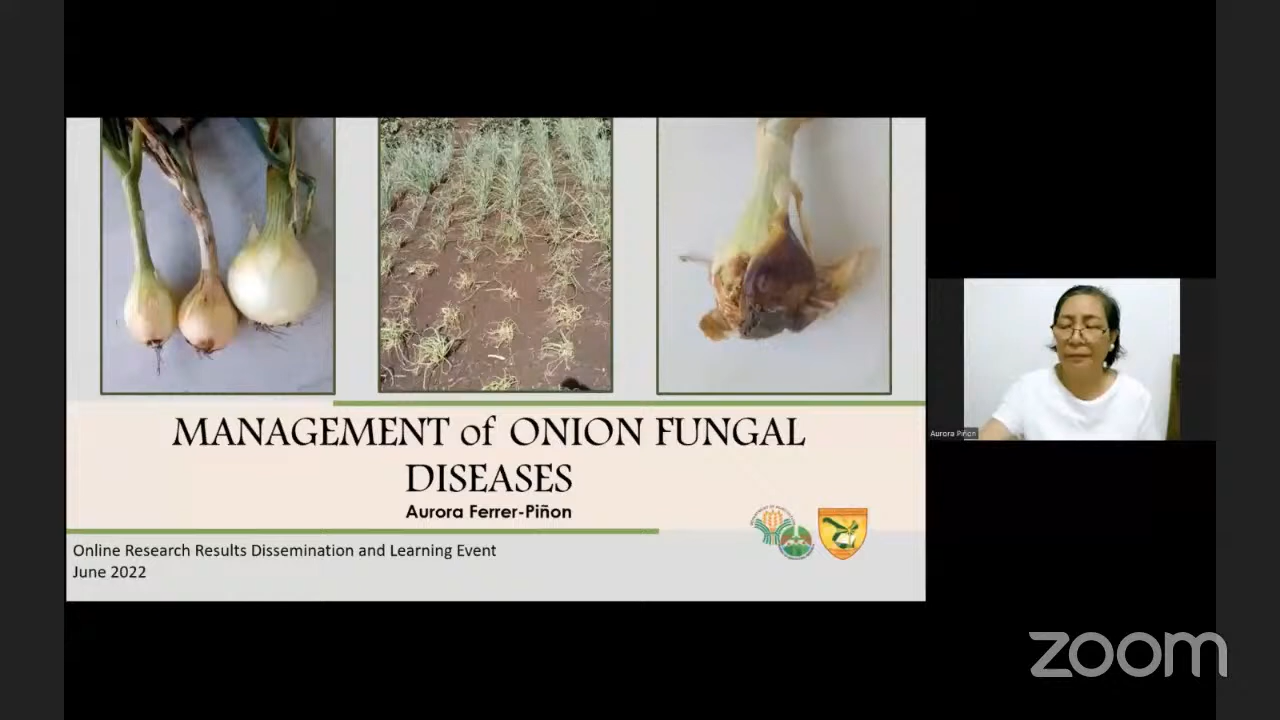 MANAGEMENT of ONION FUNGAL
DISEASES
Aurora Ferrer-Piñon
Online Research Results Dissemination and Learning Event
June 2022
Aurora Piñon
zoom